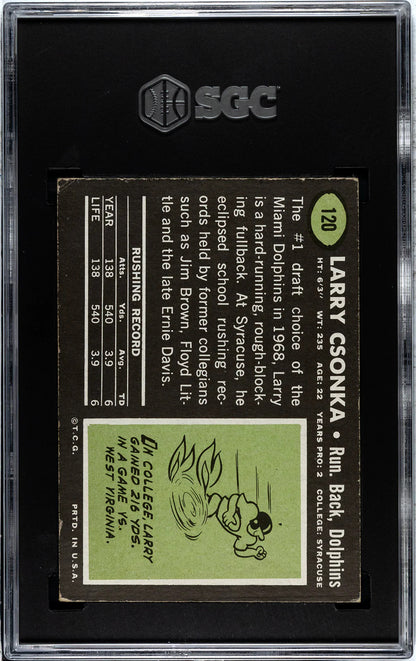 SGC
120
LARRY CSONKA • Run. Back, Dolphins
HT: 6'3" WT: 235 AGE: 22 YEARS PRO: 2 COLLEGE: SYRACUSE
The #1 draft choice of the
Miami Dolphins in 1968, Larry
is a hard-running, rough-block-
ing fullback. At Syracuse, he
eclipsed school rushing rec-
ords held by former collegians
such as Jim Brown, Floyd Lit-
tle and the late Ernie Davis.
RUSHING RECORD
YEAR Atts. Yds. Avg. TD
138 540 3.9 6
LIFE 138 540 3.9 6
IN COLLEGE LARRY
GAINED 216 YDS.
IN A GAME VS.
WEST VIRGINIA.
©T.C.G. PRTD. IN U.S.A.